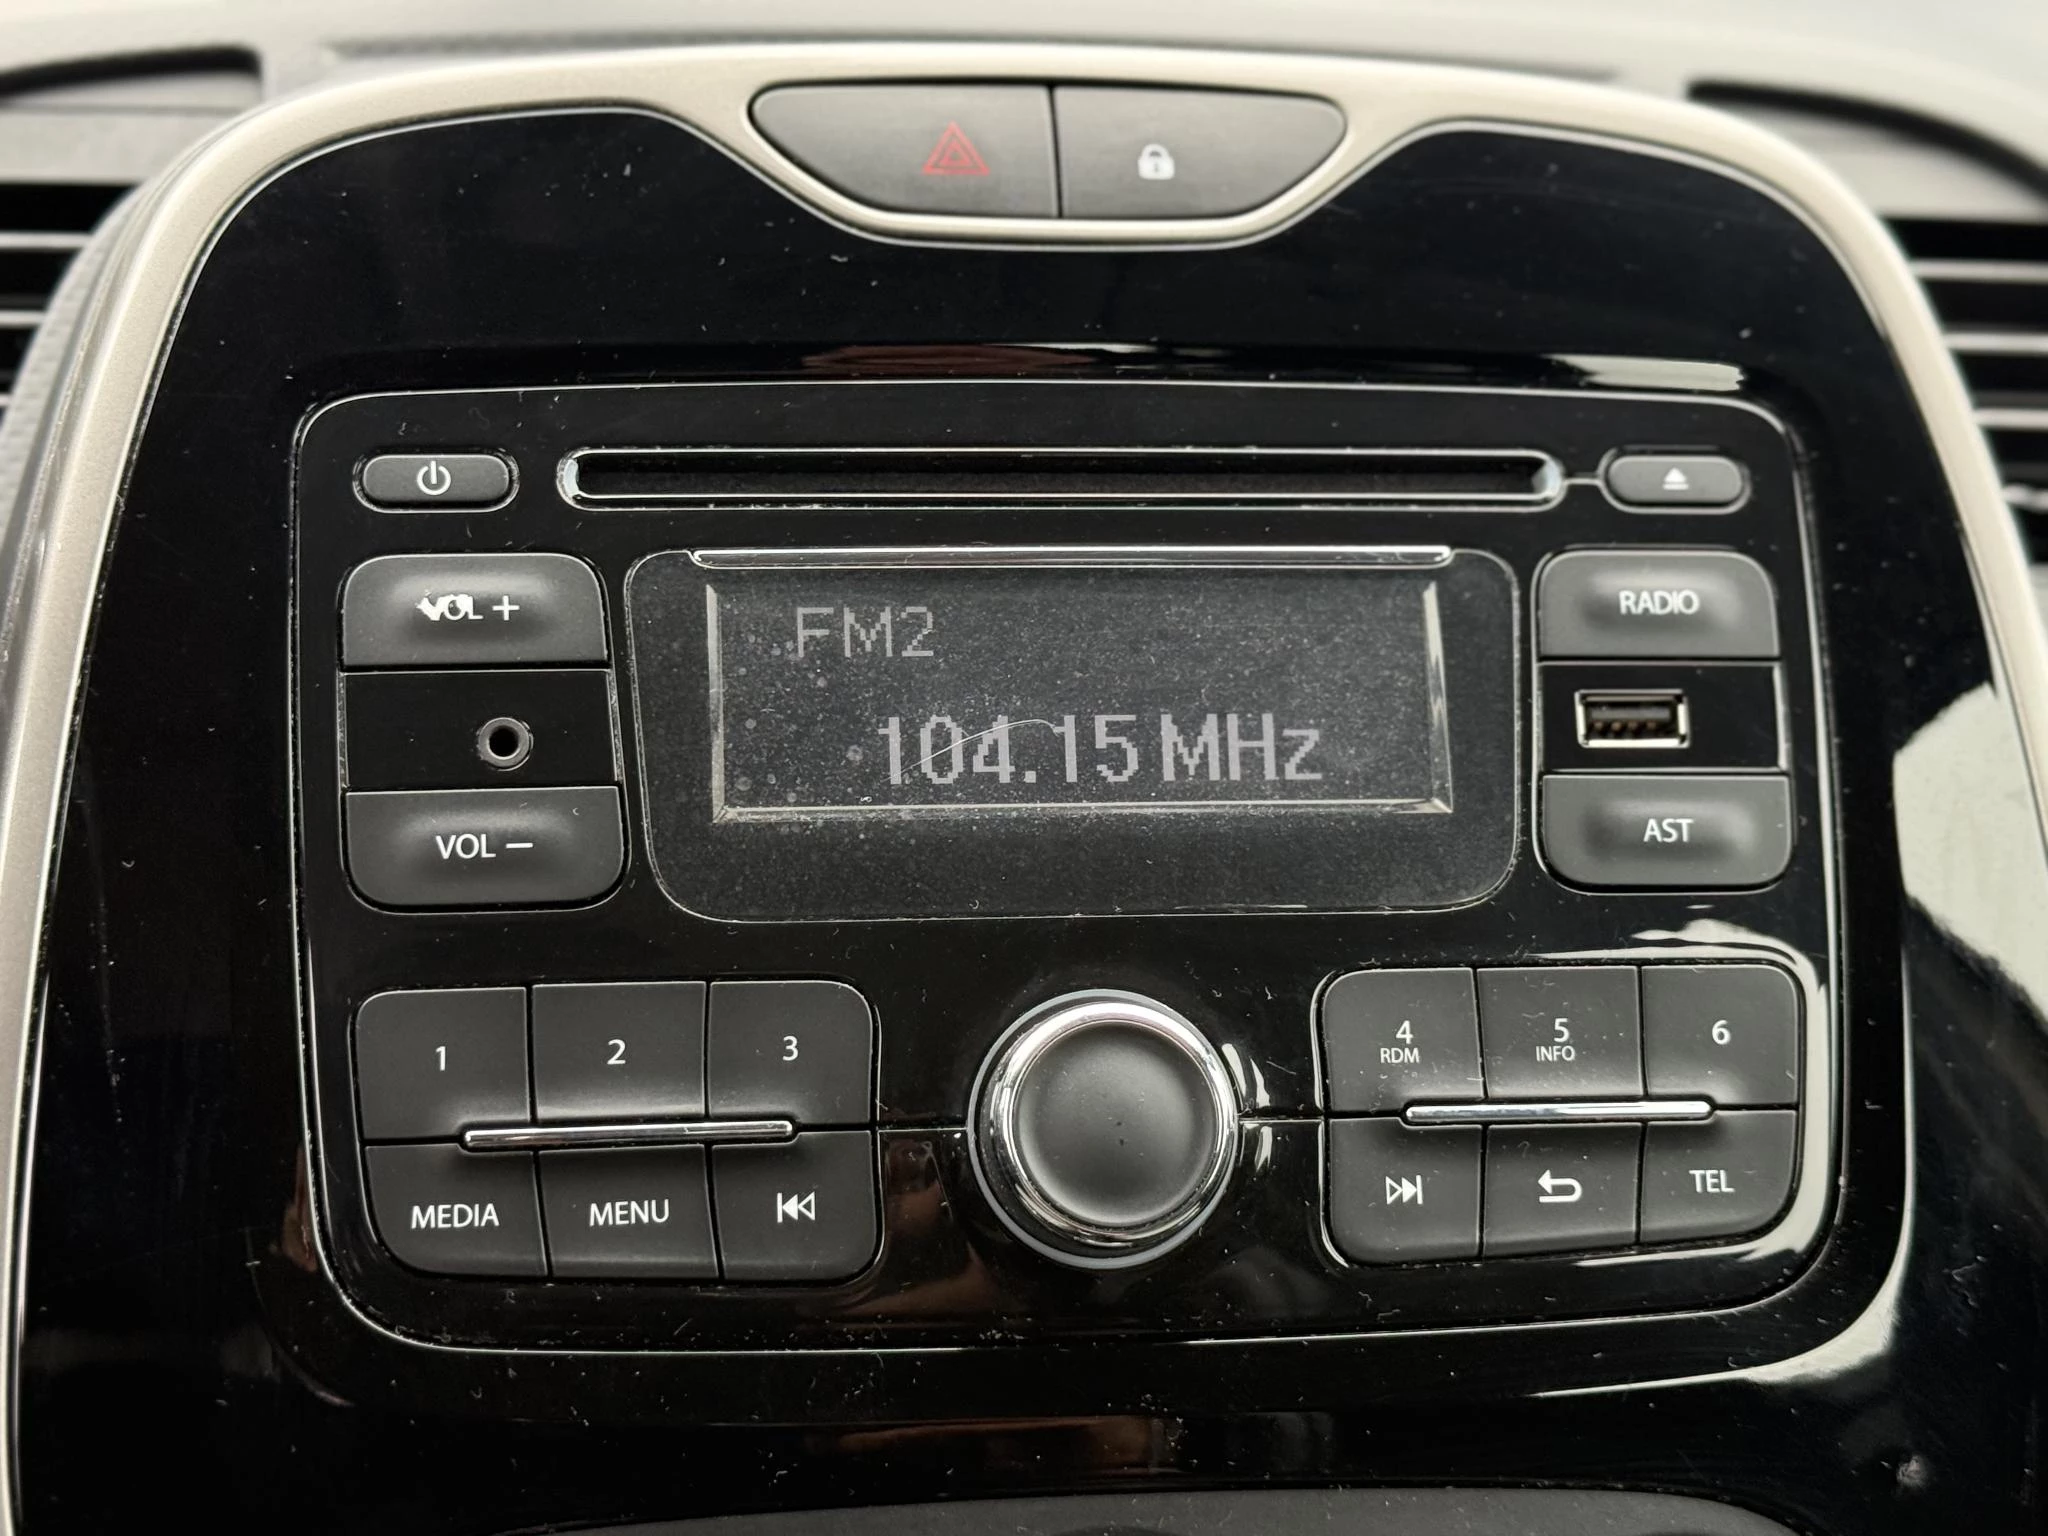 VOL +
FM2
RADIO
104.15 MHz
VOL −
AST
1
2
3
4
RDM
5
INFO
6
MEDIA
MENU
TEL